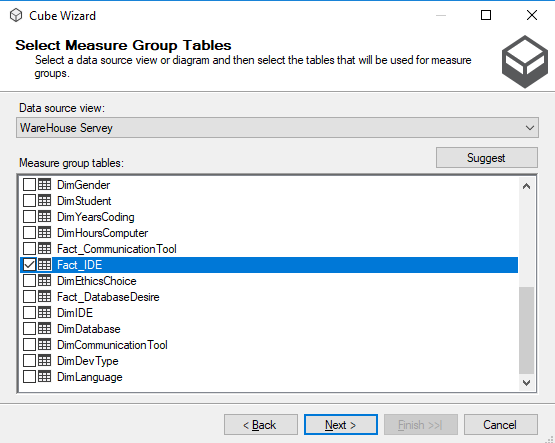 Cube Wizard
Select Measure Group Tables
Select a data source view or diagram and then select the tables that will be used for measure
groups.
Data source view:
WareHouse Servey
Measure group tables:
Suggest
DimGender
DimStudent
DimYearsCoding
DimHoursComputer
Fact_CommunicationTool
Fact_IDE
DimEthicsChoice
Fact_DatabaseDesire
DimIDE
DimDatabase
DimCommunicationTool
DimDevType
DimLanguage
< Back
Next >
Finish >>|
Cancel